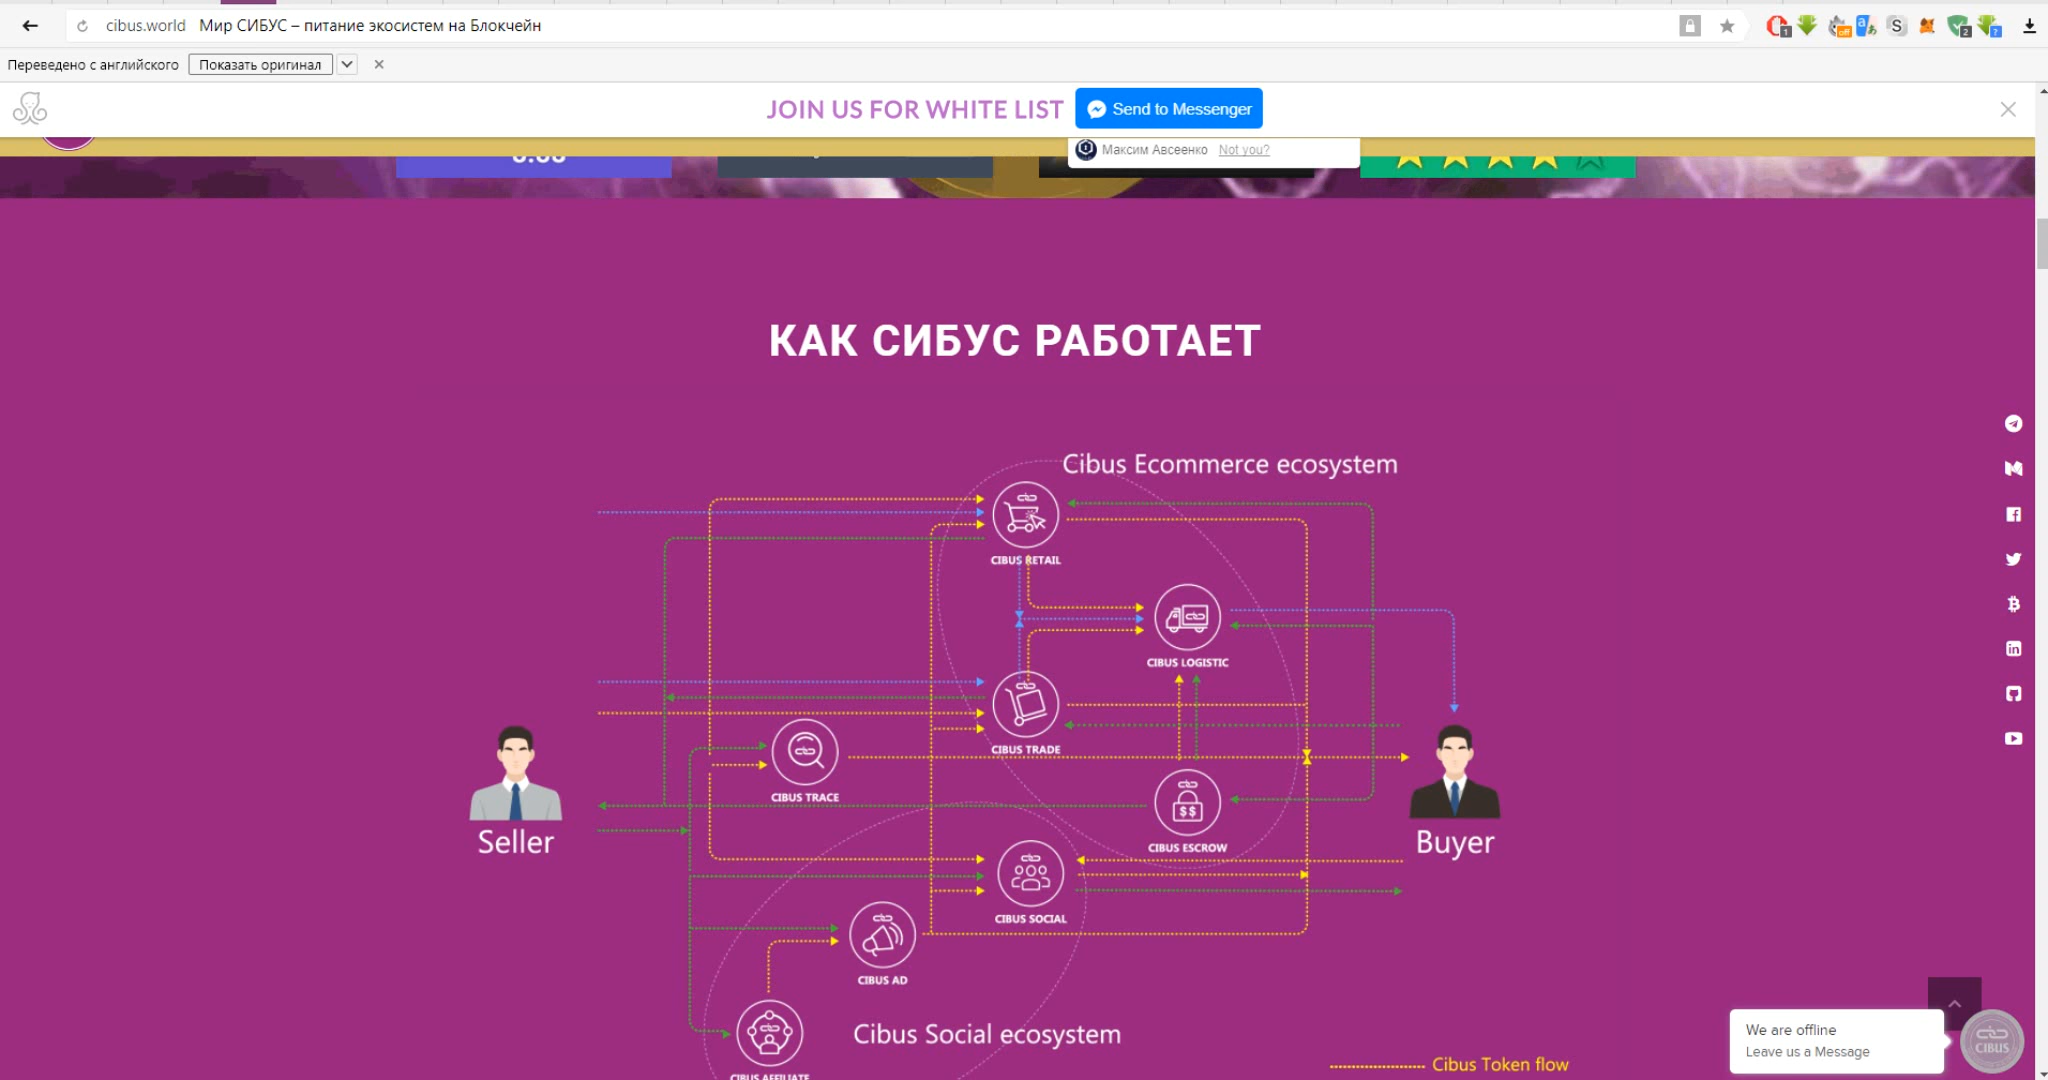 cibus.world Мир СИБУС – питание экосистем на Блокчейн
Переведено с английского Показать оригинал
JOIN US FOR WHITE LIST Send to Messenger
Максим Авсеенко Not you?
КАК СИБУС РАБОТАЕТ
Cibus Ecommerce ecosystem
CIBUS RETAIL
CIBUS LOGISTIC
CIBUS TRADE
CIBUS TRACE
Seller
CIBUS ESCROW
Buyer
CIBUS SOCIAL
CIBUS AD
Cibus Social ecosystem
CIBUS AFFILIATE
Cibus Token flow
We are offline
Leave us a Message
CIBUS